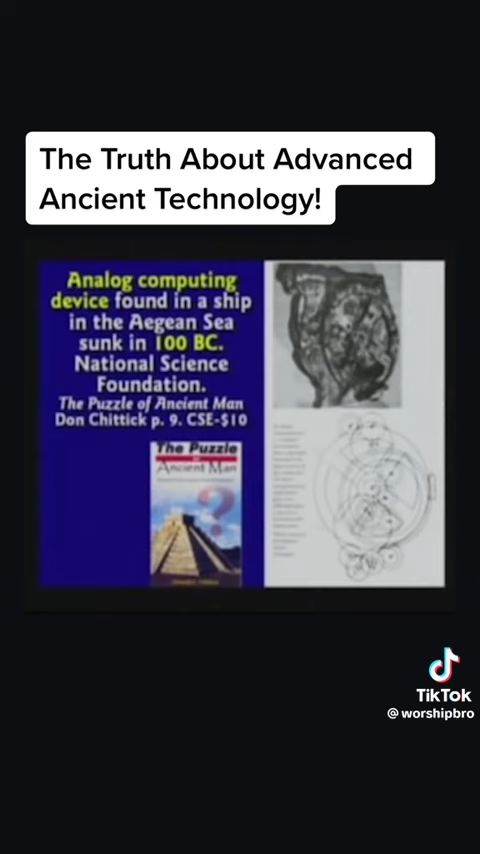 The Truth About Advanced
Ancient Technology!
Analog computing
device found in a ship
in the Aegean Sea
sunk in 100 BC.
National Science
Foundation.
The Puzzle of Ancient Man
Don Chittick p. 9. CSE-$10
The Puzzle
of
Ancient Man
?
TikTok
@worshipbro